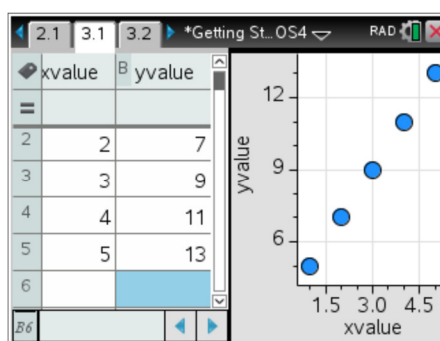 2.1 3.1 3.2 *Getting St...OS4 RAD
xvalue B yvalue
=
2 2 7
3 3 9
4 4 11
5 5 13
6
B6
yvalue
12
9
6
1.5 3.0 4.5
xvalue